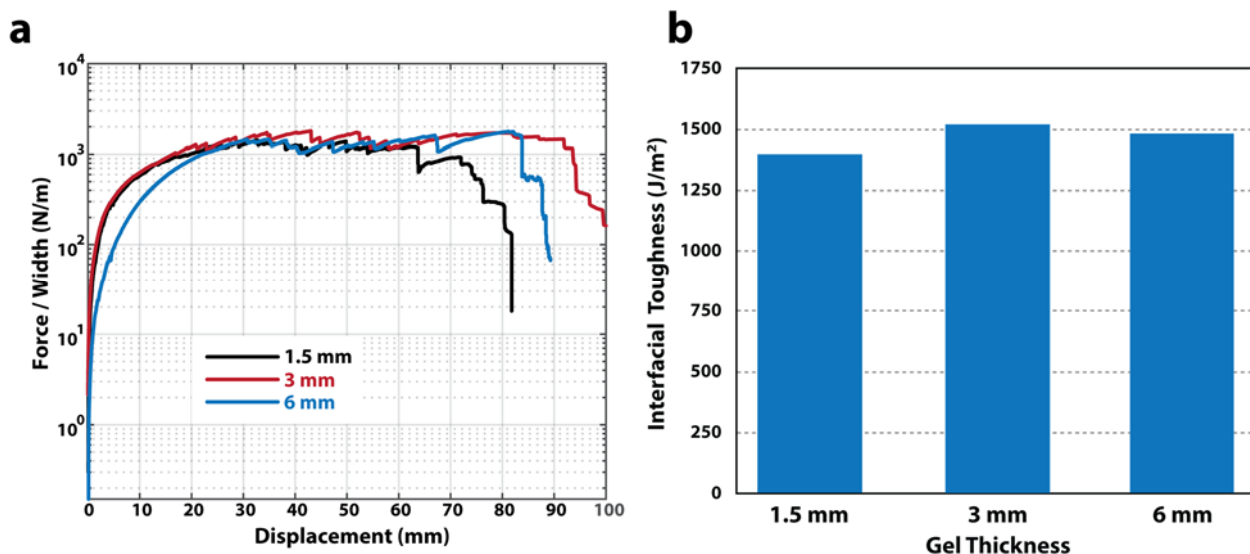 a
Force / Width (N/m)
10⁴
10³
10²
10¹
10⁰
1.5 mm
3 mm
6 mm
0 10 20 30 40 50 60 70 80 90 100
Displacement (mm)
b
Interfacial Toughness (J/m²)
1750
1500
1250
1000
750
500
250
0
1.5 mm 3 mm 6 mm
Gel Thickness